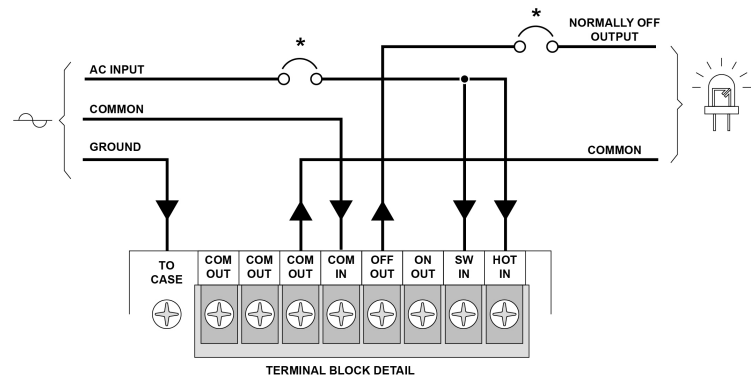 *
NORMALLY OFF
OUTPUT
*
AC INPUT
COMMON
GROUND
COMMON
TO
CASE
COM
OUT
COM
OUT
COM
OUT
COM
IN
OFF
OUT
ON
OUT
SW
IN
HOT
IN
TERMINAL BLOCK DETAIL